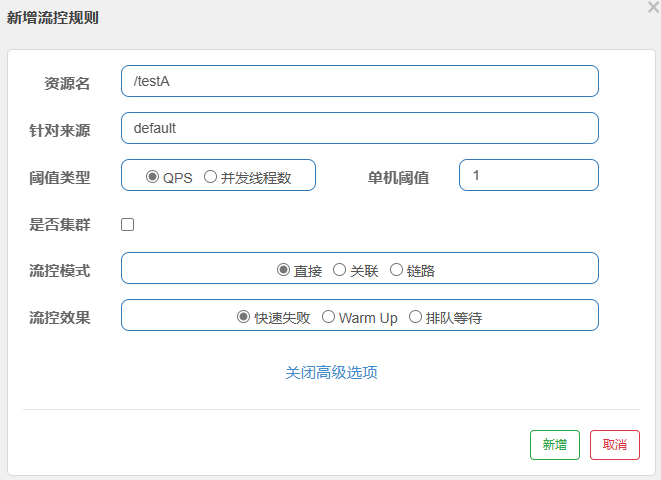 新增流控规则
×
资源名 /testA
针对来源 default
阈值类型 QPS 并发线程数 单机阈值 1
是否集群
流控模式 直接 关联 链路
流控效果 快速失败 Warm Up 排队等待
关闭高级选项
新增 取消